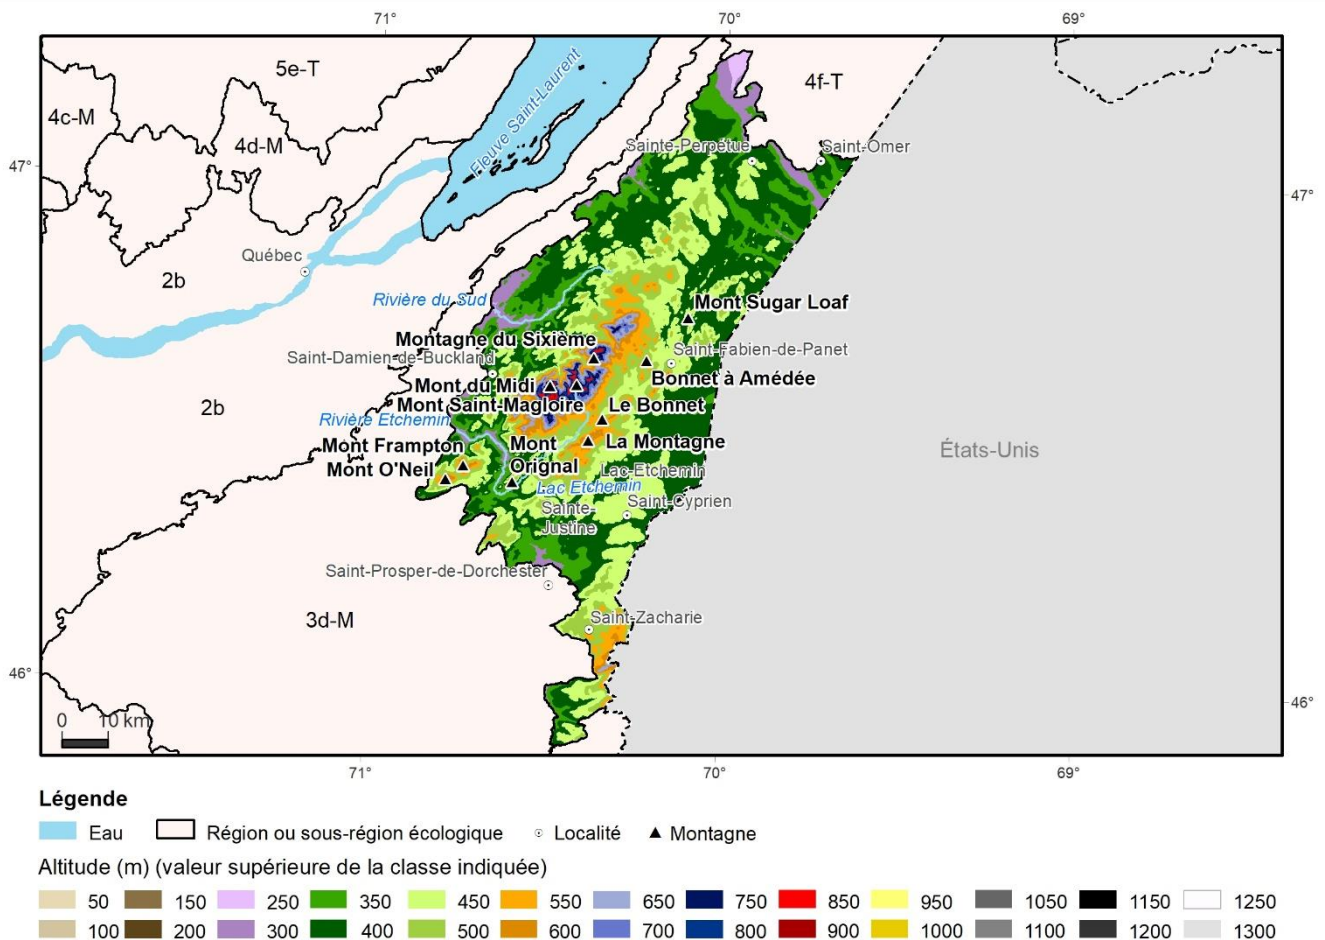 71°
70°
69°
5e-T
4f-T
4c-M
4d-M
Fleuve Saint-Laurent
Sainte-Perpétue
Saint-Omer
47°
47°
Québec
2b
Rivière du Sud
Mont Sugar Loaf
Montagne du Sixième
Saint-Damien-de-Buckland
Saint-Fabien-de-Panet
Mont du Midi
Bonnet à Amédée
Mont Saint-Magloire
Le Bonnet
2b
Rivière Etchemin
Mont Frampton
Mont
Orignal
La Montagne
États-Unis
Mont O'Neil
Lac-Etchemin
Lac Etchemin
Sainte-
Justine
Saint-Cyprien
Saint-Prosper-de-Dorchester
3d-M
Saint-Zacharie
46°
46°
0 10 km
71°
70°
69°
Légende
Eau Région ou sous-région écologique Localité Montagne
Altitude (m) (valeur supérieure de la classe indiquée)
50 150 250 350 450 550 650 750 850 950 1050 1150 1250
100 200 300 400 500 600 700 800 900 1000 1100 1200 1300